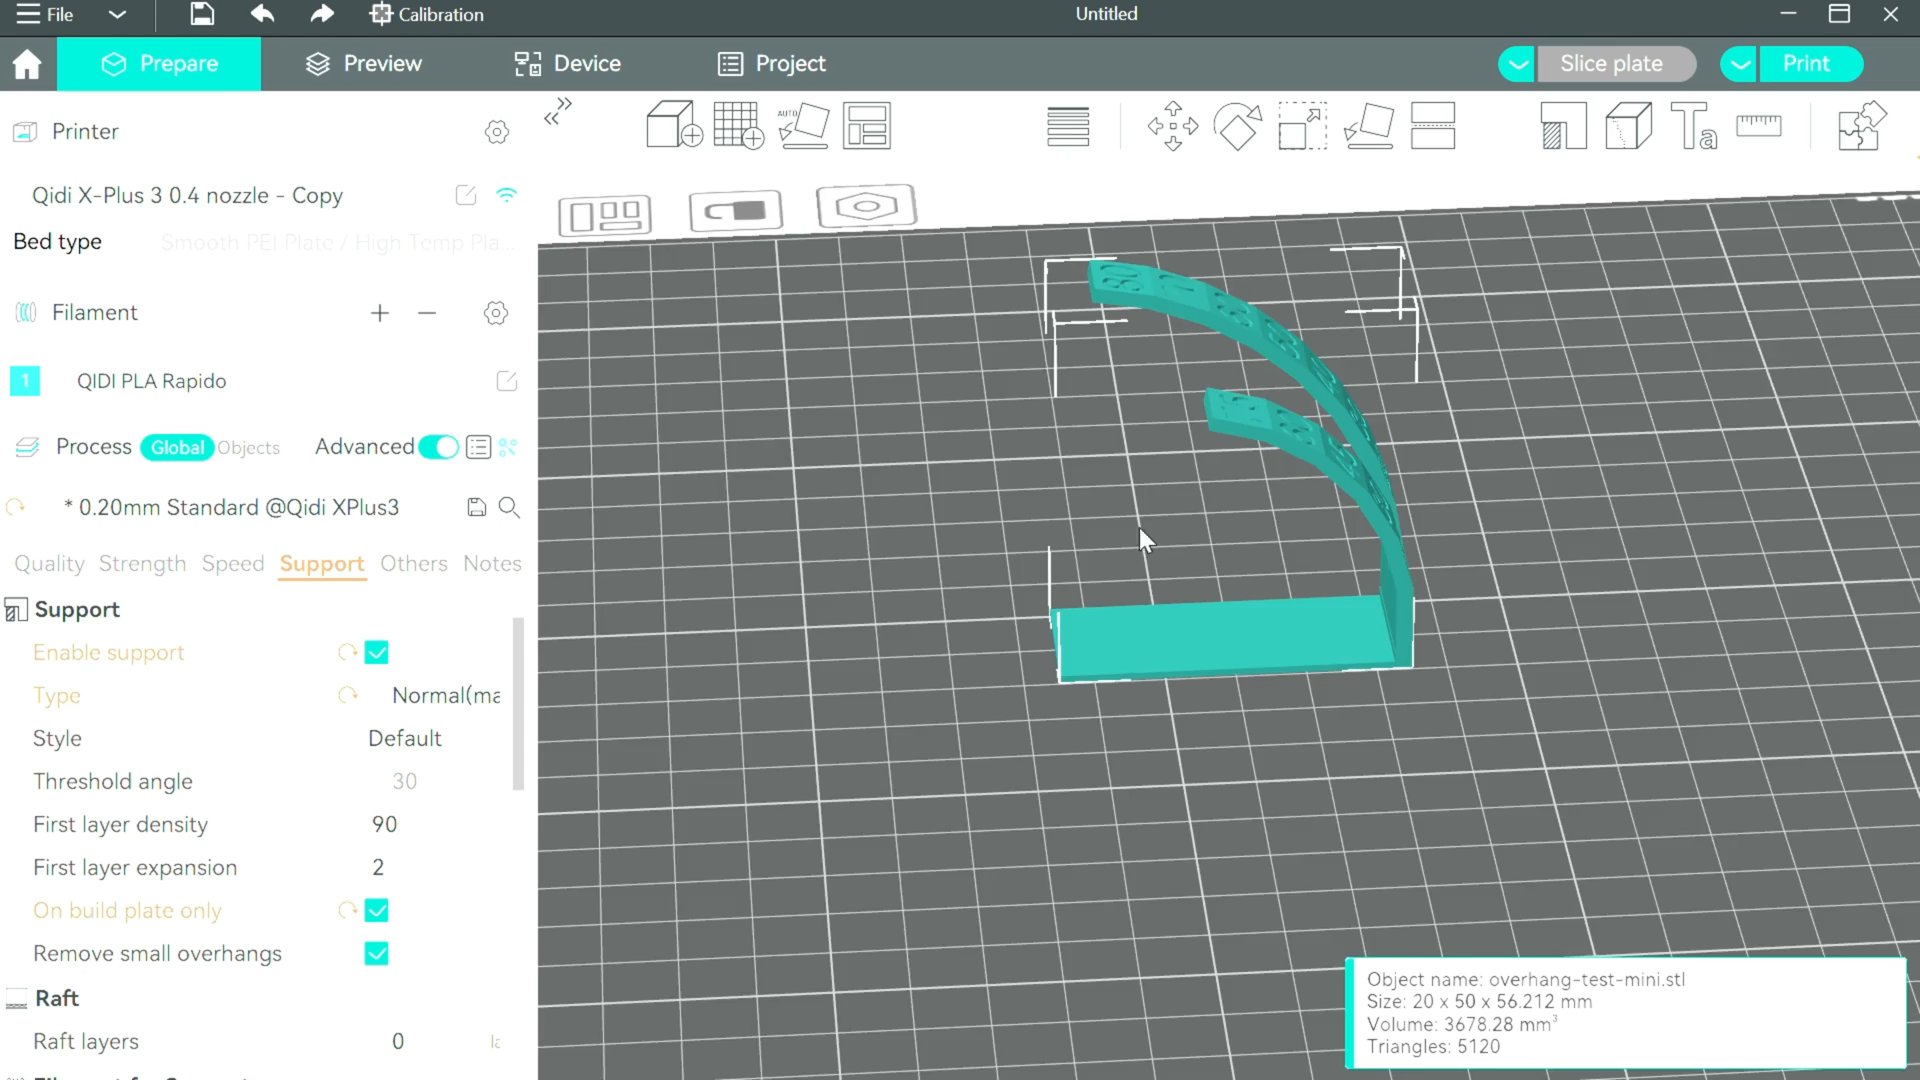 File
Calibration
Untitled
Prepare
Preview
Device
Project
Slice plate
Print
Printer
AUTO
Ta
Qidi X-Plus 3 0.4 nozzle - Copy
Bed type
Smooth PEI Plate / High Temp Pla...
Filament
1
QIDI PLA Rapido
Process
Global
Objects
Advanced
* 0.20mm Standard @Qidi XPlus3
Quality Strength Speed Support Others Notes
Support
Enable support
Type
Normal(ma
Style
Default
Threshold angle
30
First layer density
90
First layer expansion
2
On build plate only
Remove small overhangs
Raft
Raft layers
0
Object name: overhang-test-mini.stl
Size: 20 x 50 x 56.212 mm
Volume: 3678.28 mm³
Triangles: 5120